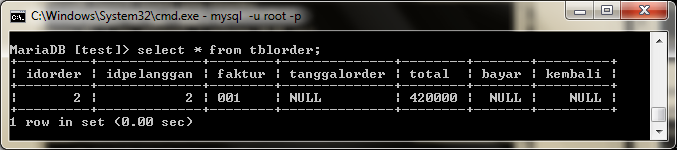 C:\Windows\System32\cmd.exe - mysql -u root -p
MariaDB [test]> select * from tblorder;
+---------+-------------+--------+--------------+--------+-------+---------+
| idorder | idpelanggan | faktur | tanggalorder | total | bayar | kembali |
+---------+-------------+--------+--------------+--------+-------+---------+
| 2 | 2 | 001 | NULL | 420000 | NULL | NULL |
+---------+-------------+--------+--------------+--------+-------+---------+
1 row in set (0.00 sec)